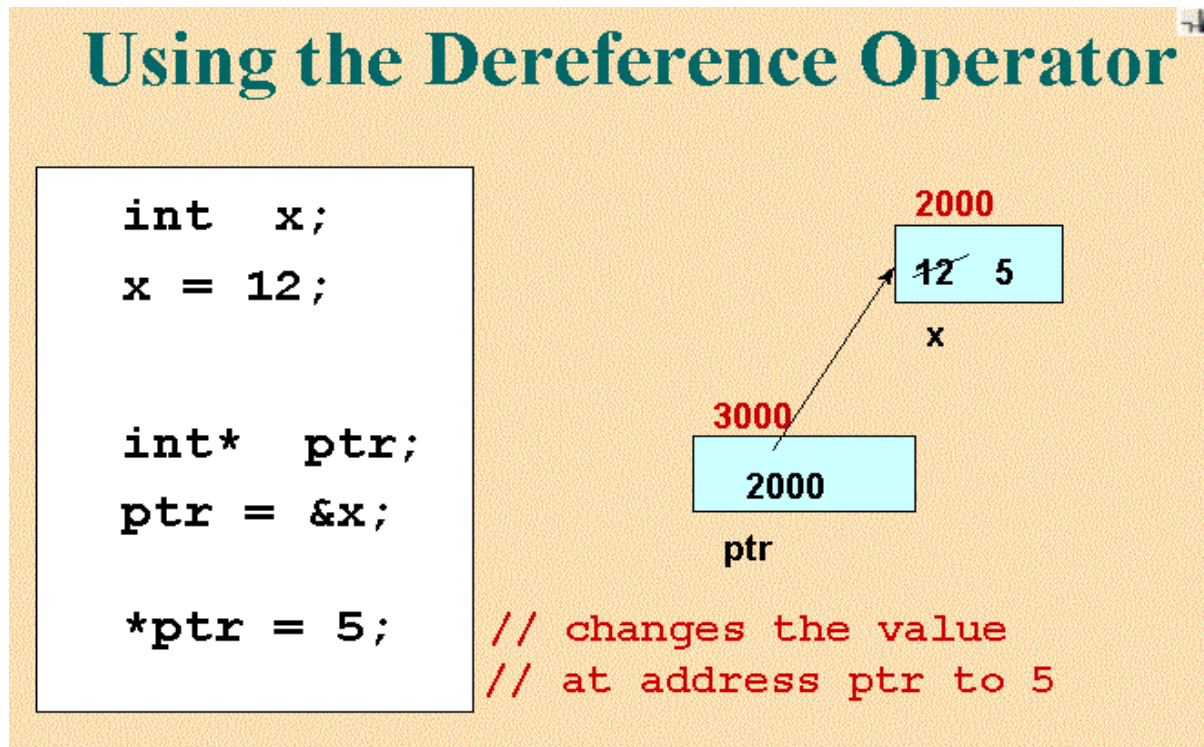 Using the Dereference Operator
int  x;
x = 12;
int*  ptr;
ptr = &x;
*ptr = 5;
2000
12  5
x
3000
2000
ptr
// changes the value
// at address ptr to 5